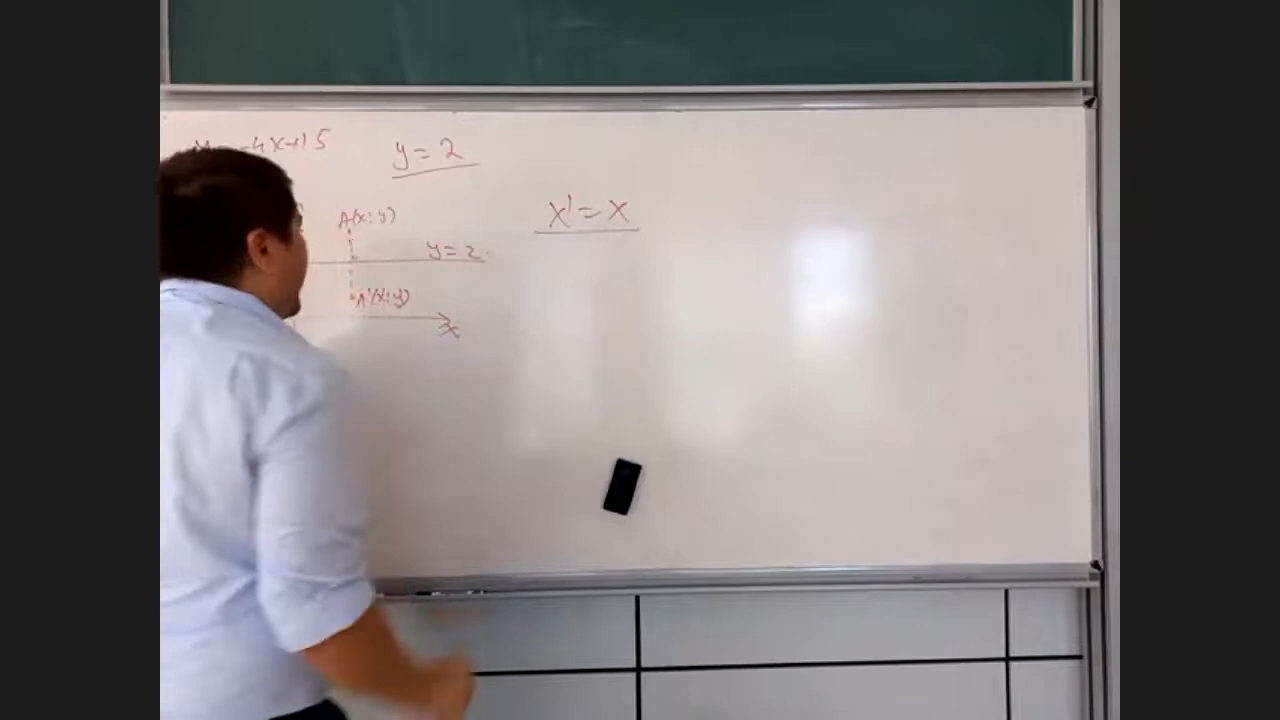 -4x+15
y = 2
A(x; y)
x' = x
y = 2
A'(x'; y')
x